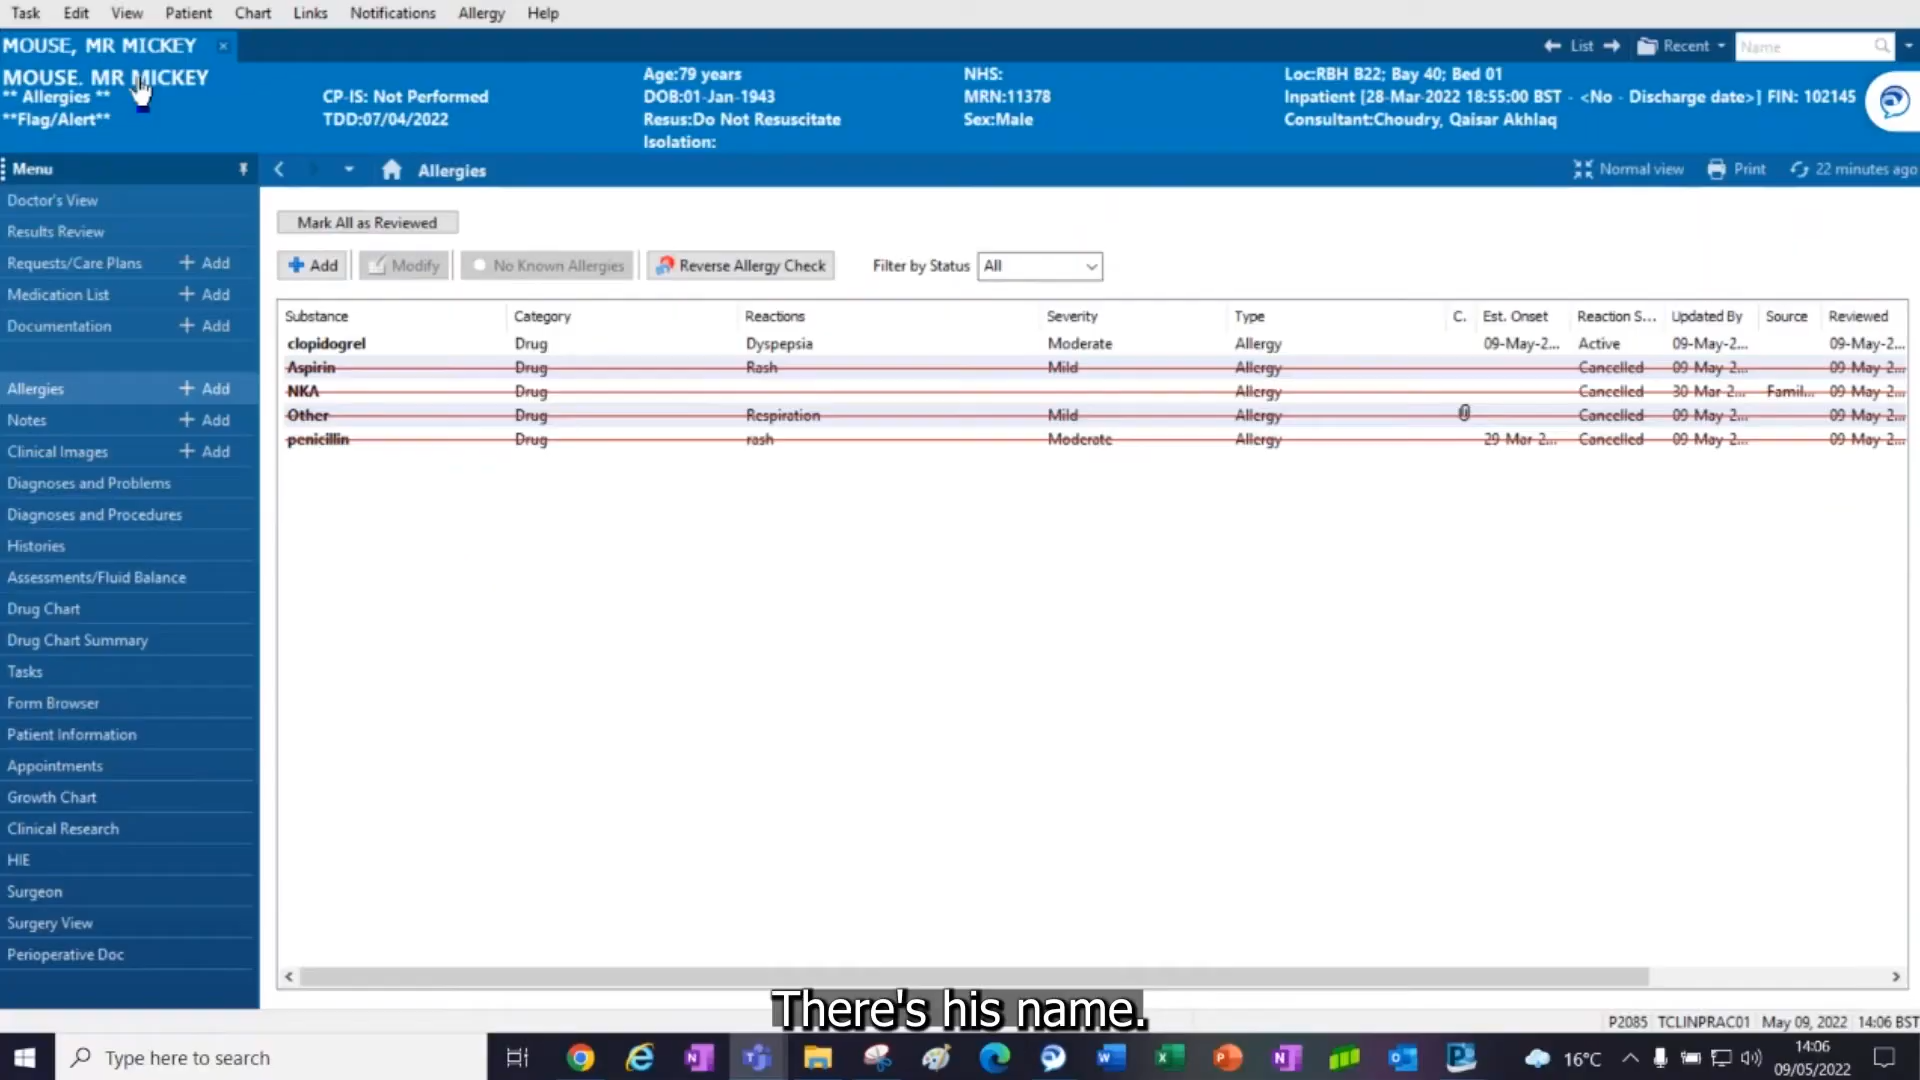 Task Edit View Patient Chart Links Notifications Allergy Help
MOUSE, MR MICKEY × List Recent Name
MOUSE. MR MICKEY Age:79 years NHS: Loc:RBH B22; Bay 40; Bed 01
** Allergies ** CP-IS: Not Performed DOB:01-Jan-1943 MRN:11378 Inpatient [28-Mar-2022 18:55:00 BST - <No - Discharge date>] FIN: 102145
**Flag/Alert** TDD:07/04/2022 Resus:Do Not Resuscitate Sex:Male Consultant:Choudry, Qaisar Akhlaq
Isolation:
Menu Allergies Normal view Print 22 minutes ago
Doctor's View
Results Review
Requests/Care Plans + Add
Medication List + Add
Documentation + Add
Allergies + Add
Notes + Add
Clinical Images + Add
Diagnoses and Problems
Diagnoses and Procedures
Histories
Assessments/Fluid Balance
Drug Chart
Drug Chart Summary
Tasks
Form Browser
Patient Information
Appointments
Growth Chart
Clinical Research
HIE
Surgeon
Surgery View
Perioperative Doc
Mark All as Reviewed
Add Modify No Known Allergies Reverse Allergy Check Filter by Status All
Substance Category Reactions Severity Type C. Est. Onset Reaction S... Updated By Source Reviewed
clopidogrel Drug Dyspepsia Moderate Allergy 09-May-2... Active 09-May-2... 09-May-2...
Aspirin Drug Rash Mild Allergy Cancelled 09-May-2... 09-May-2...
NKA Drug Allergy Cancelled 30-Mar-2... Famil... 09-May-2...
Other Drug Respiration Mild Allergy Cancelled 09-May-2... 09-May-2...
penicillin Drug rash Moderate Allergy 29-Mar-2... Cancelled 09-May-2... 09-May-2...
There's his name.
P2085 TCLINPRAC01 May 09, 2022 14:06 BST
Type here to search 16°C 14:06
09/05/2022